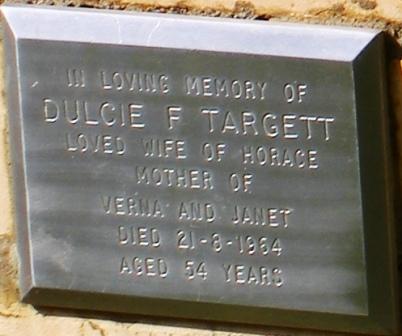 IN LOVING MEMORY OF
DULCIE F TARGETT
LOVED WIFE OF HORACE
MOTHER OF
VERNA AND JANET
DIED 21-8-1964
AGED 54 YEARS